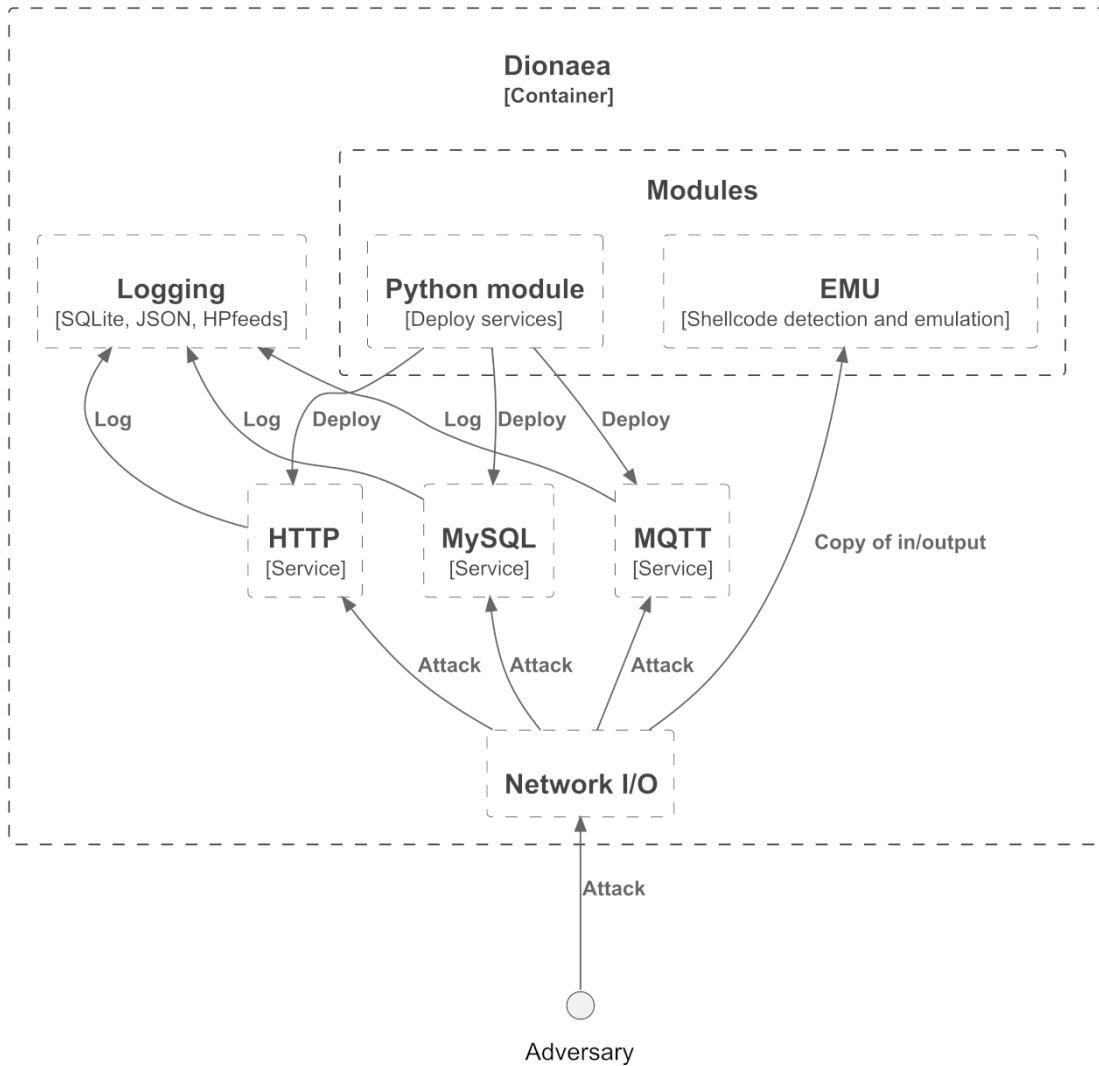 Dionaea
[Container]
Modules
Logging
[SQLite, JSON, HPfeeds]
Python module
[Deploy services]
EMU
[Shellcode detection and emulation]
Log
Log
Deploy
Log
Deploy
Deploy
HTTP
[Service]
MySQL
[Service]
MQTT
[Service]
Copy of in/output
Attack
Attack
Attack
Network I/O
Attack
Adversary